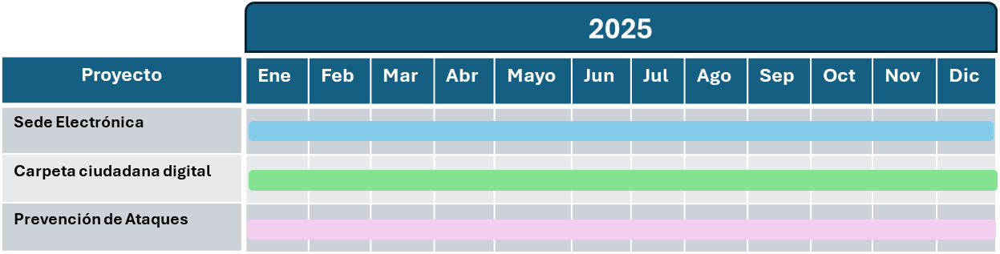 2025
Proyecto Ene Feb Mar Abr Mayo Jun Jul Ago Sep Oct Nov Dic
Sede Electrónica
Carpeta ciudadana digital
Prevención de Ataques